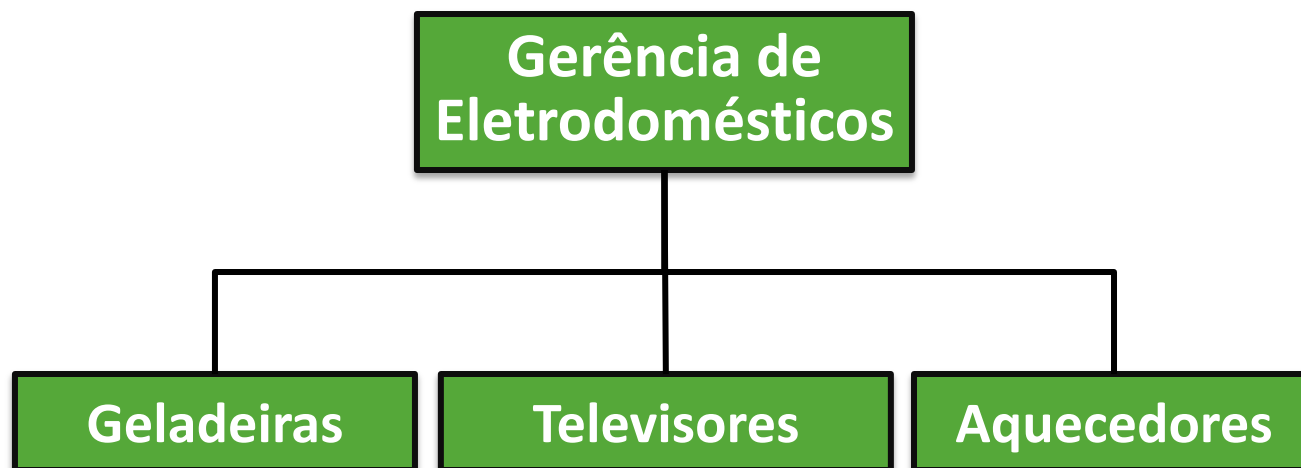 Gerência de
Eletrodomésticos
Geladeiras
Televisores
Aquecedores